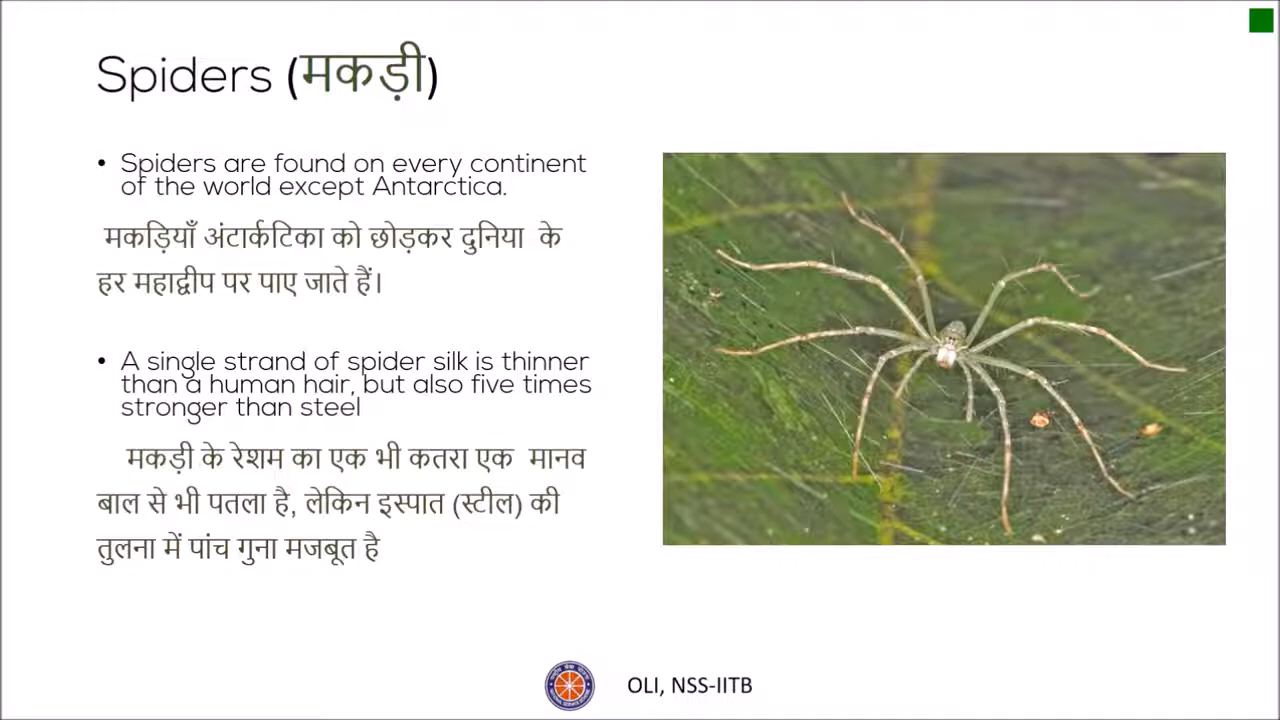 Spiders (मकड़ी)
• Spiders are found on every continent
of the world except Antarctica.
मकड़ियाँ अंटार्कटिका को छोड़कर दुनिया के
हर महाद्वीप पर पाए जाते हैं।
• A single strand of spider silk is thinner
than a human hair, but also five times
stronger than steel
मकड़ी के रेशम का एक भी कतरा एक मानव
बाल से भी पतला है, लेकिन इस्पात (स्टील) की
तुलना में पांच गुना मजबूत है
OLI, NSS-IITB